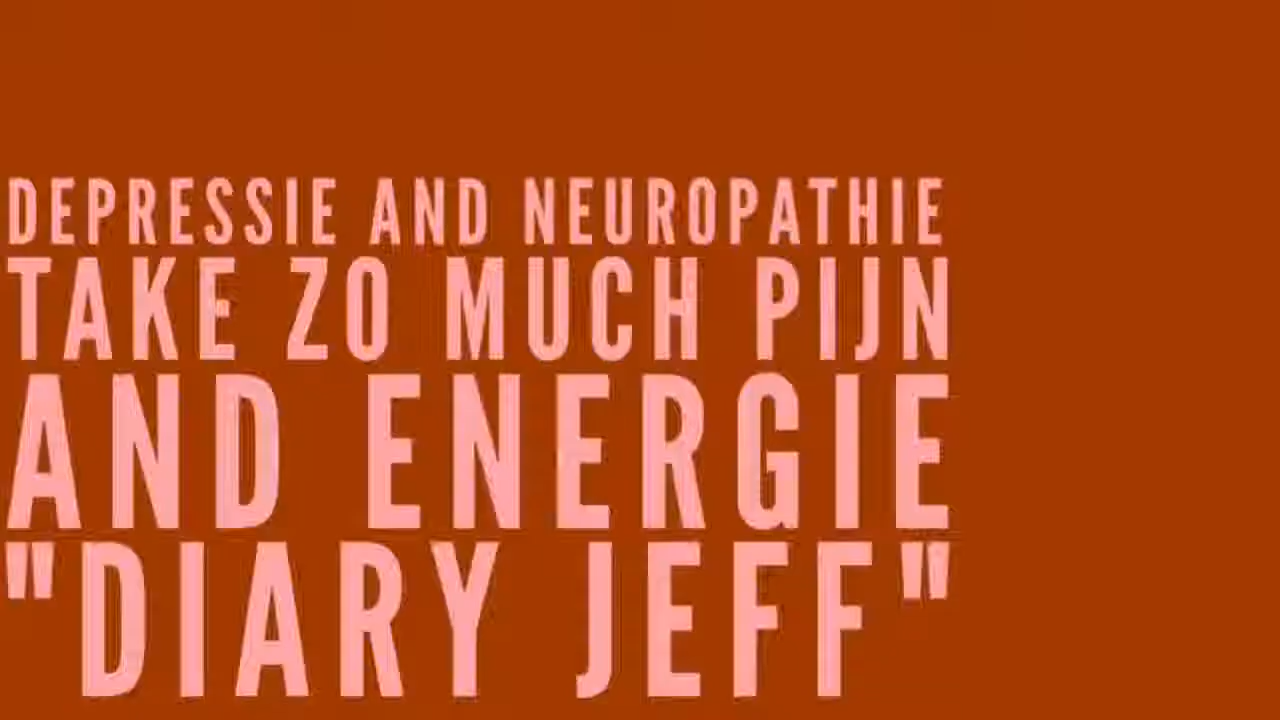 DEPRESSIE AND NEUROPATHIE
TAKE ZO MUCH PIJN
AND ENERGIE
"DIARY JEFF"